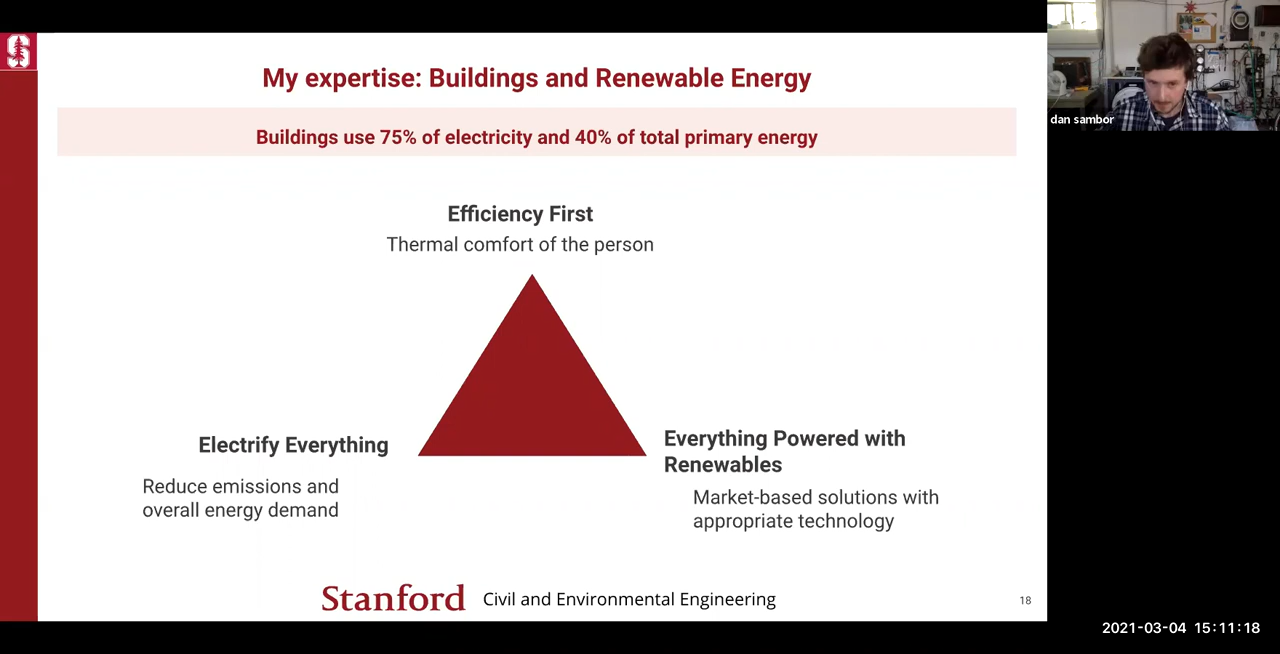 My expertise: Buildings and Renewable Energy
Buildings use 75% of electricity and 40% of total primary energy
Efficiency First
Thermal comfort of the person
Electrify Everything
Reduce emissions and
overall energy demand
Everything Powered with
Renewables
Market-based solutions with
appropriate technology
Stanford Civil and Environmental Engineering
18
dan sambor
2021-03-04 15:11:18